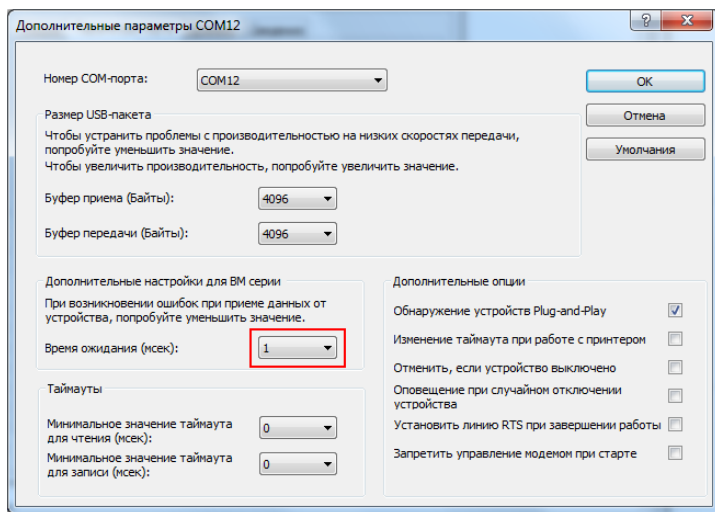 Дополнительные параметры COM12
Номер COM-порта:
COM12
OK
Отмена
Умолчания
Размер USB-пакета
Чтобы устранить проблемы с производительностью на низких скоростях передачи,
попробуйте уменьшить значение.
Чтобы увеличить производительность, попробуйте увеличить значение.
Буфер приема (Байты):
4096
Буфер передачи (Байты):
4096
Дополнительные настройки для ВМ серии
При возникновении ошибок при приеме данных от
устройства, попробуйте уменьшить значение.
Время ожидания (мсек):
1
Таймауты
Минимальное значение таймаута
для чтения (мсек):
0
Минимальное значение таймаута
для записи (мсек):
0
Дополнительные опции
Обнаружение устройств Plug-and-Play
Изменение таймаута при работе с принтером
Отменить, если устройство выключено
Оповещение при случайном отключении
устройства
Установить линию RTS при завершении работы
Запретить управление модемом при старте